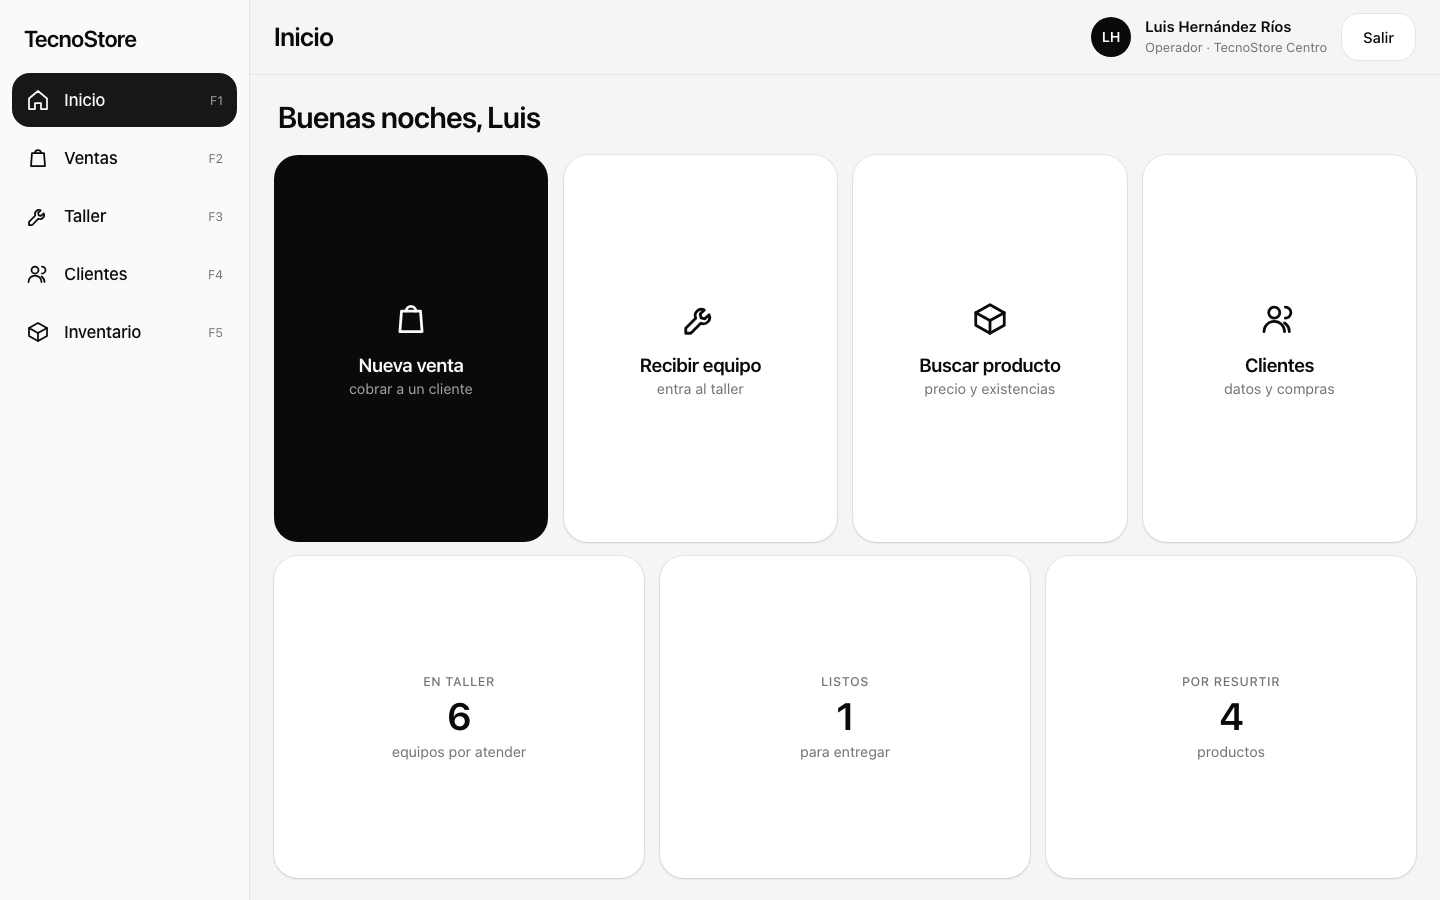 TecnoStore
Inicio F1
Ventas F2
Taller F3
Clientes F4
Inventario F5
Inicio
LH
Luis Hernández Ríos
Operador · TecnoStore Centro
Salir
Buenas noches, Luis
Nueva venta
cobrar a un cliente
Recibir equipo
entra al taller
Buscar producto
precio y existencias
Clientes
datos y compras
EN TALLER
6
equipos por atender
LISTOS
1
para entregar
POR RESURTIR
4
productos